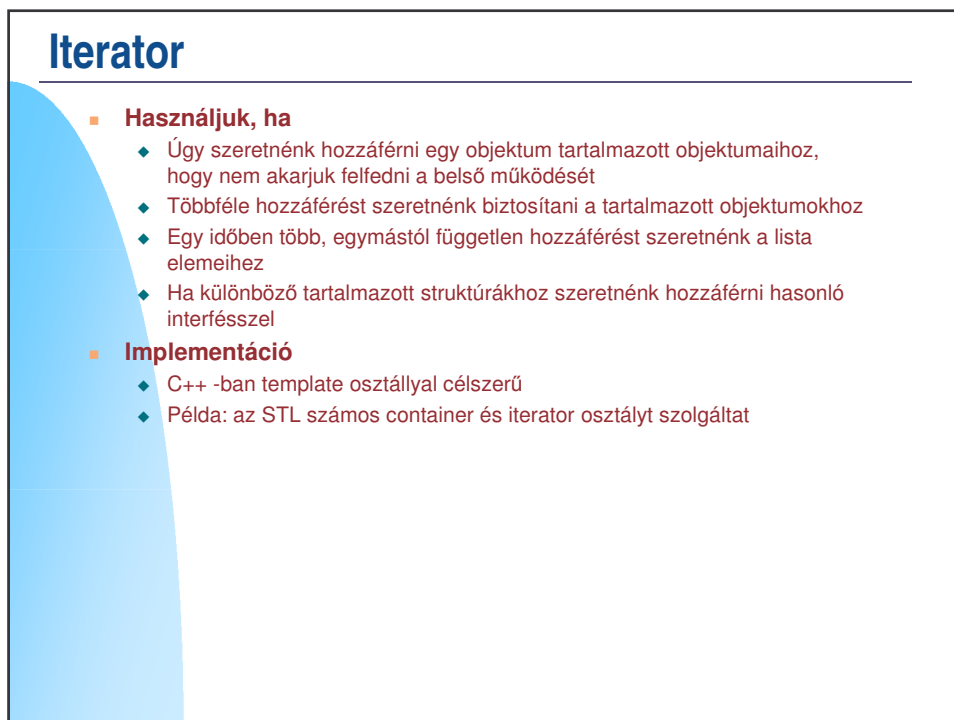 Iterator
Használjuk, ha
Úgy szeretnénk hozzáférni egy objektum tartalmazott objektumaihoz,
hogy nem akarjuk felfedni a belső működését
Többféle hozzáférést szeretnénk biztosítani a tartalmazott objektumokhoz
Egy időben több, egymástól független hozzáférést szeretnénk a lista
elemeihez
Ha különböző tartalmazott struktúrákhoz szeretnénk hozzáférni hasonló
interfésszel
Implementáció
C++ -ban template osztállyal célszerű
Példa: az STL számos container és iterator osztályt szolgáltat